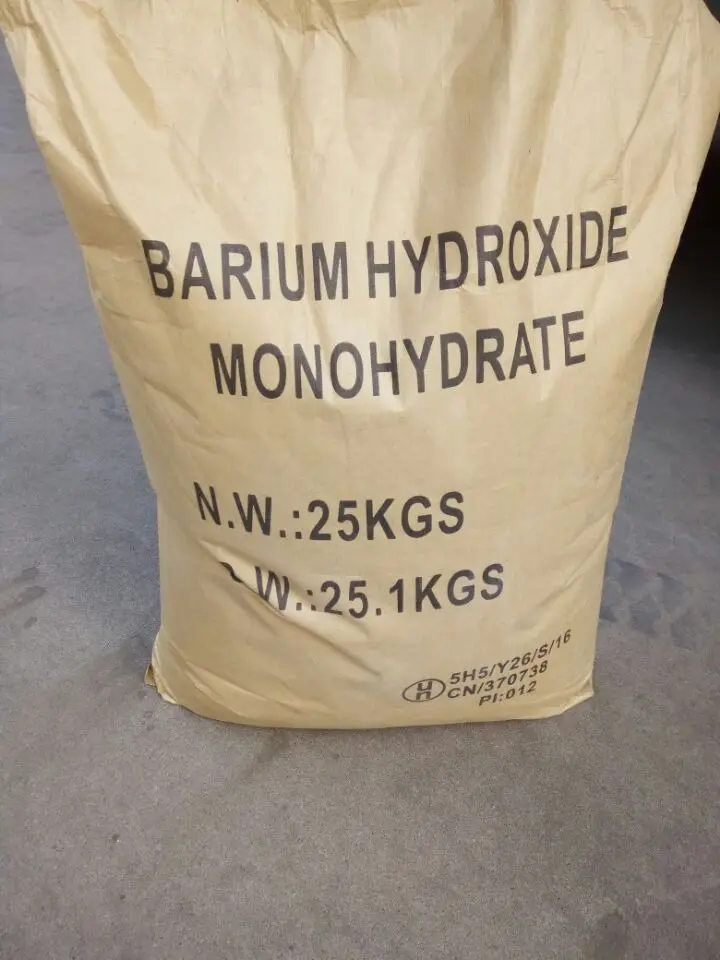 BARIUM HYDROXIDE
MONOHYDRATE
N.W.:25KGS
W.:25.1KGS
5H5/Y26/S/16
CN/370738
PI:012